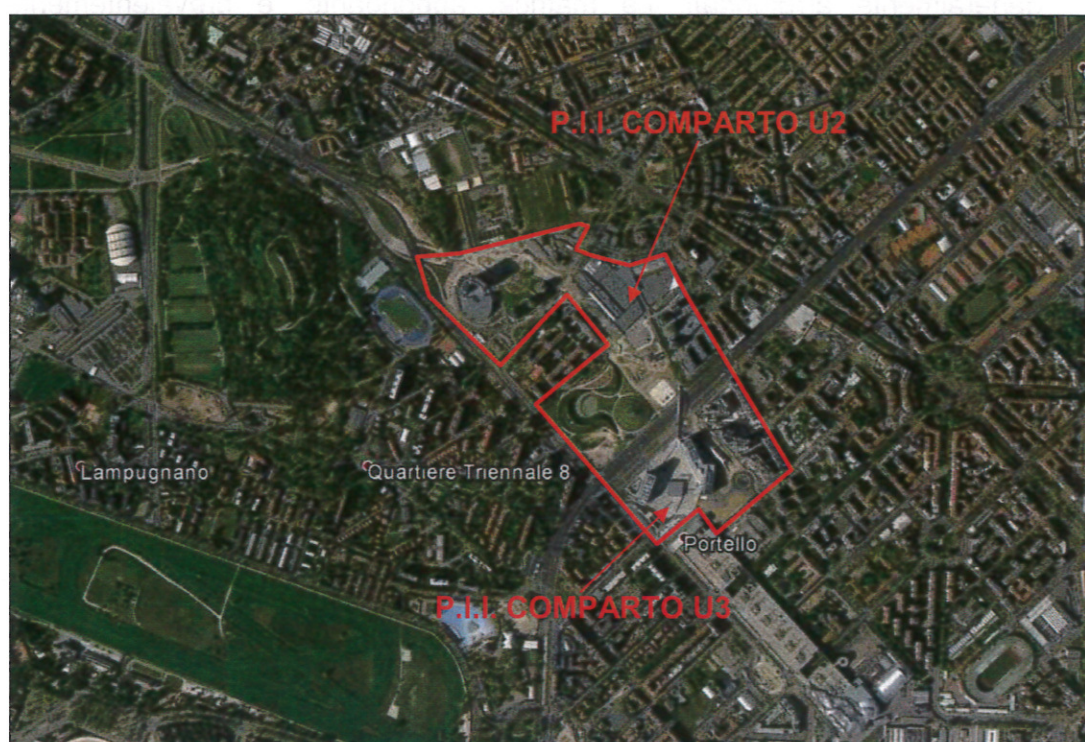 P.I.I. COMPARTO U2
Lampugnano
Quartiere Triennale 8
Portello
P.I.I. COMPARTO U3